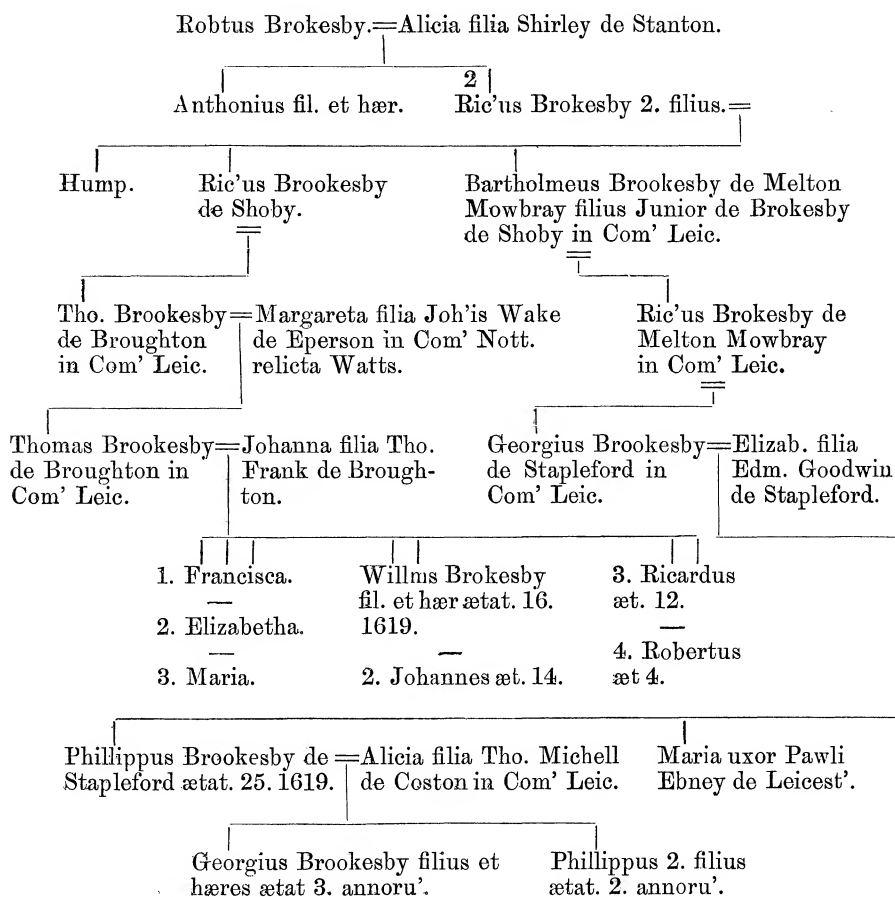 Robtus Brokesby.=Alicia filia Shirley de Stanton.
2
Anthonius fil. et hær. Ric'us Brokesby 2. filius.=
Hump. Ric'us Brookesby
de Shoby.
=
Bartholmeus Brookesby de Melton
Mowbray filius Junior de Brokesby
de Shoby in Com' Leic.
=
Tho. Brookesby=Margareta filia Joh'is Wake
de Broughton de Eperson in Com' Nott.
in Com' Leic. relicta Watts.
Ric'us Brokesby de
Melton Mowbray
in Com' Leic.
=
Thomas Brookesby=Johanna filia Tho.
de Broughton in Frank de Brough-
Com' Leic. ton.
Georgius Brookesby=Elizab. filia
de Stapleford in Edm. Goodwin
Com' Leic. de Stapleford.
1. Francisca.
—
2. Elizabetha.
—
3. Maria.
Willms Brokesby
fil. et hær ætat. 16.
1619.
—
2. Johannes æt. 14.
3. Ricardus
æt. 12.
—
4. Robertus
æt 4.
Phillippus Brookesby de=Alicia filia Tho. Michell
Stapleford ætat. 25. 1619. de Coston in Com' Leic.
Maria uxor Pawli
Ebney de Leicest'.
Georgius Brookesby filius et
hæres ætat 3. annoru'.
Phillippus 2. filius
ætat. 2. annoru'.